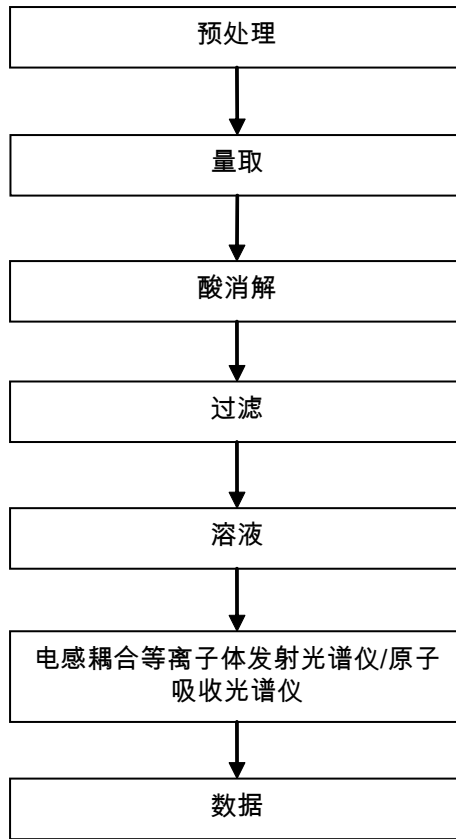 预处理
量取
酸消解
过滤
溶液
电感耦合等离子体发射光谱仪/原子
吸收光谱仪
数据